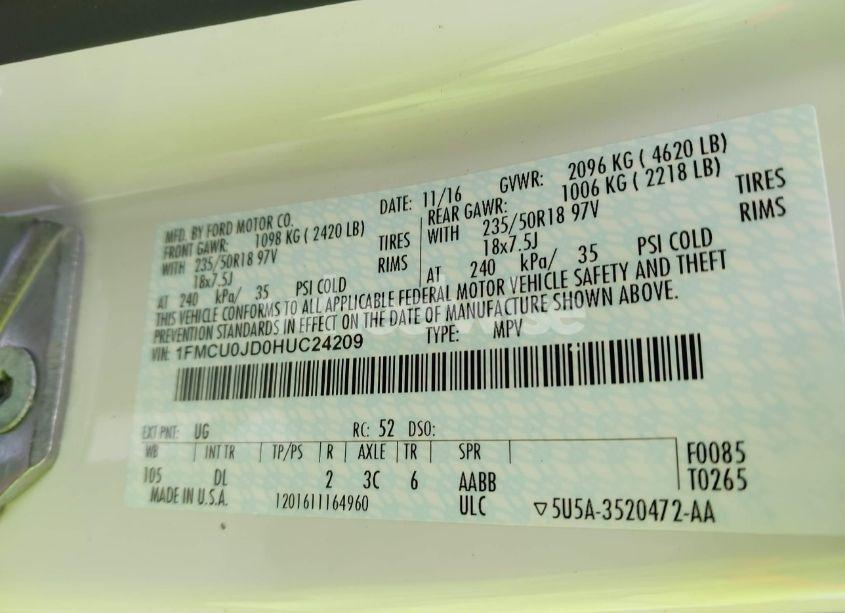 MFD. BY FORD MOTOR CO. DATE: 11/16 GVWR: 2096 KG ( 4620 LB)
FRONT GAWR: 1098 KG ( 2420 LB) REAR GAWR: 1006 KG ( 2218 LB)
WITH 235/50R18 97V TIRES WITH 235/50R18 97V TIRES
18x7.5J RIMS 18x7.5J RIMS
AT 240 kPa/ 35 PSI COLD AT 240 kPa/ 35 PSI COLD
THIS VEHICLE CONFORMS TO ALL APPLICABLE FEDERAL MOTOR VEHICLE SAFETY AND THEFT
PREVENTION STANDARDS IN EFFECT ON THE DATE OF MANUFACTURE SHOWN ABOVE.
VIN: 1FMCU0JD0HUC24209 TYPE: MPV
EXT PNT: UG RC: 52 DSO:
WB INT TR TP/PS R AXLE TR SPR F0085
105 DL 2 3C 6 AABB T0265
MADE IN U.S.A. 1201611164960 ULC ▽5U5A-3520472-AA